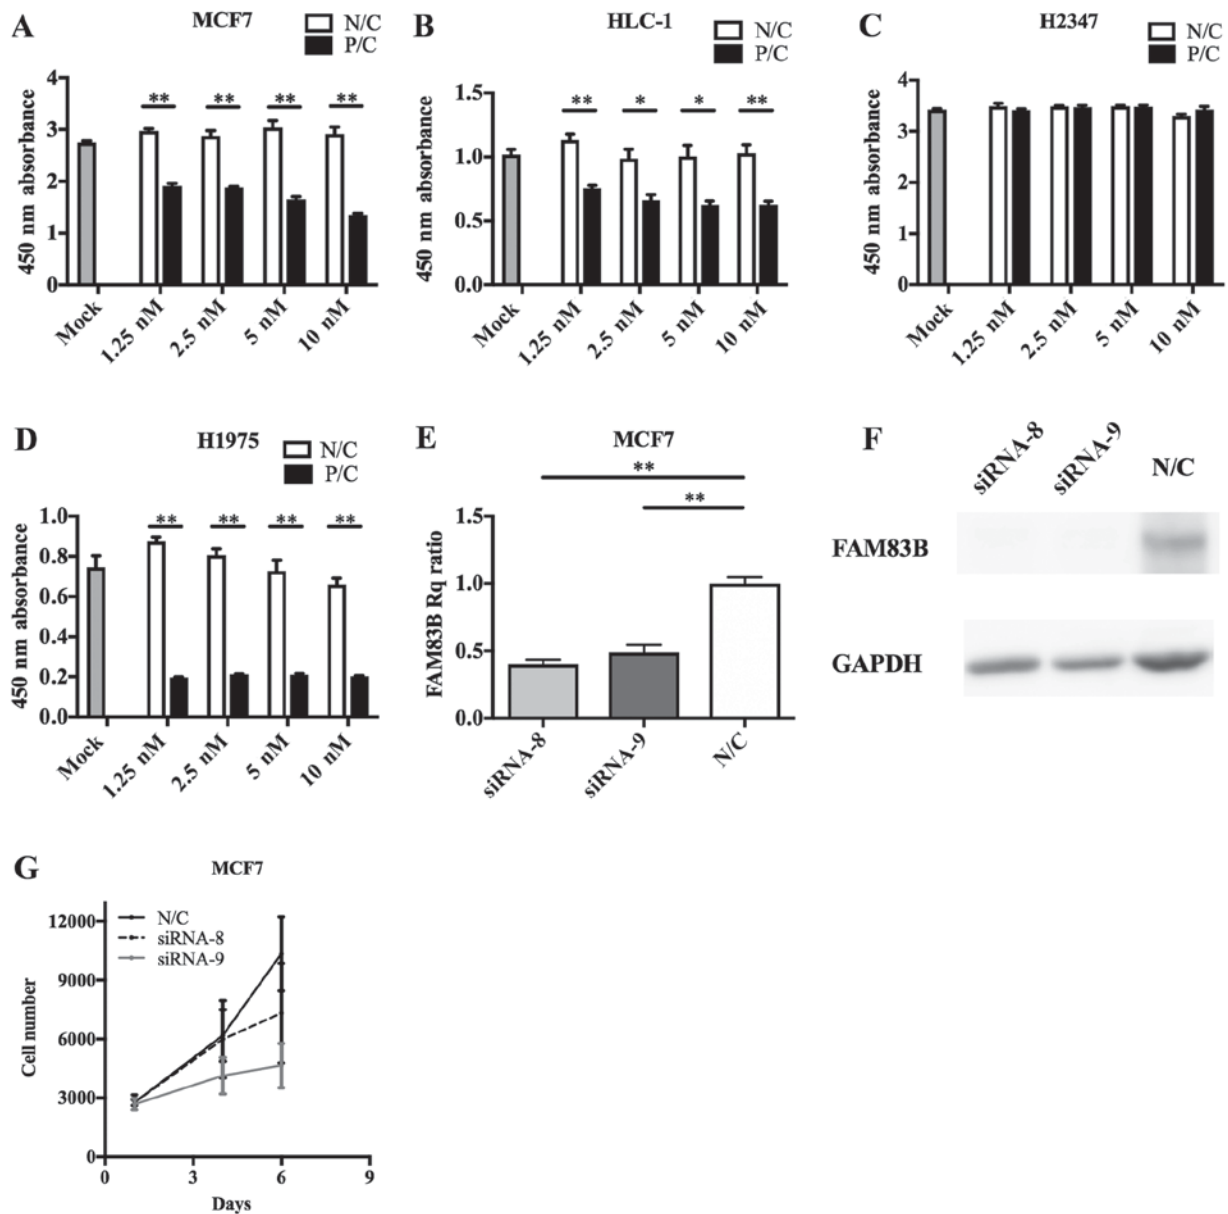 A
MCF7
N/C
P/C
450 nm absorbance
4
3
2
1
0
** ** ** **
Mock
1.25 nM
2.5 nM
5 nM
10 nM
B
HLC-1
N/C
P/C
450 nm absorbance
1.5
1.0
0.5
0.0
** * * **
Mock
1.25 nM
2.5 nM
5 nM
10 nM
C
H2347
N/C
P/C
450 nm absorbance
4
3
2
1
0
Mock
1.25 nM
2.5 nM
5 nM
10 nM
D
H1975
N/C
P/C
450 nm absorbance
1.0
0.8
0.6
0.4
0.2
0.0
** ** ** **
Mock
1.25 nM
2.5 nM
5 nM
10 nM
E
MCF7
**
**
FAM83B Rq ratio
1.5
1.0
0.5
0.0
siRNA-8
siRNA-9
N/C
F
siRNA-8
siRNA-9
N/C
FAM83B
GAPDH
G
MCF7
N/C
siRNA-8
siRNA-9
Cell number
12000
9000
6000
3000
0
0 3 6 9
Days